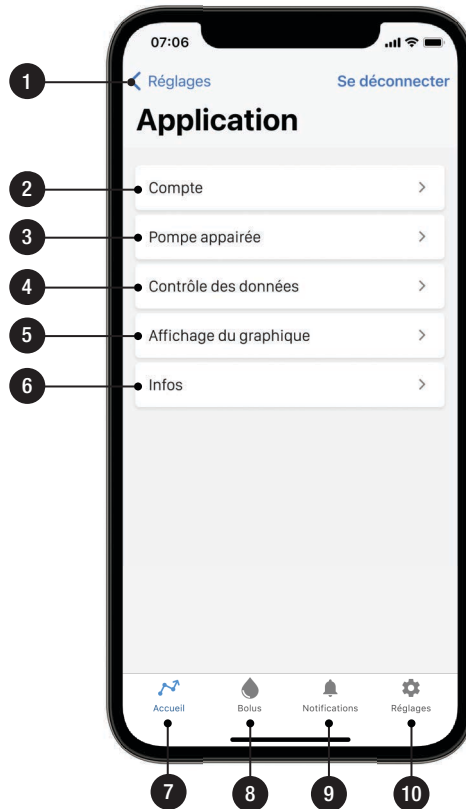 07:06
1
Réglages
Se déconnecter
Application
2
Compte
3
Pompe appairée
4
Contrôle des données
5
Affichage du graphique
6
Infos
Accueil
Bolus
Notifications
Réglages
7
8
9
10